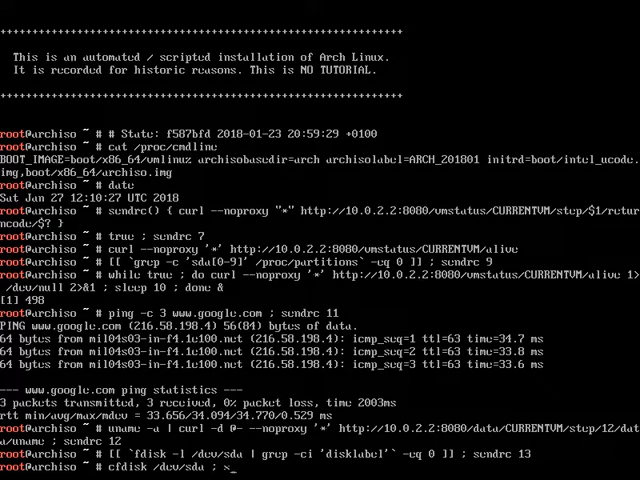 ++++++++++++++++++++++++++++++++++++++++++++++++++++++++++++++++++
This is an automated / scripted installation of Arch Linux.
It is recorded for historic reasons. This is NO TUTORIAL.
++++++++++++++++++++++++++++++++++++++++++++++++++++++++++++++++++
root@archiso ~ # # State: f587bfd 2018-01-23 20:59:29 +0100
root@archiso ~ # cat /proc/cmdline
BOOT_IMAGE=boot/x86_64/vmlinuz archisobasedir=arch archisolabel=ARCH_201801 initrd=boot/intel_ucode.
img,boot/x86_64/archiso.img
root@archiso ~ # date
Sat Jan 27 12:10:27 UTC 2018
root@archiso ~ # sendrc() { curl --noproxy "*" http://10.0.2.2:8080/vmstatus/CURRENTVM/step/$1/retur
ncode/$? }
root@archiso ~ # true ; sendrc 7
root@archiso ~ # curl --noproxy '*' http://10.0.2.2:8080/vmstatus/CURRENTVM/alive
root@archiso ~ # [[ `grep -c 'sda[0-9]' /proc/partitions` -eq 0 ]] ; sendrc 9
root@archiso ~ # while true ; do curl --noproxy '*' http://10.0.2.2:8080/vmstatus/CURRENTVM/alive 1>
/dev/null 2>&1 ; sleep 10 ; done &
[1] 498
root@archiso ~ # ping -c 3 www.google.com ; sendrc 11
PING www.google.com (216.58.198.4) 56(84) bytes of data.
64 bytes from mil04s03-in-f4.1e100.net (216.58.198.4): icmp_seq=1 ttl=63 time=34.7 ms
64 bytes from mil04s03-in-f4.1e100.net (216.58.198.4): icmp_seq=2 ttl=63 time=33.8 ms
64 bytes from mil04s03-in-f4.1e100.net (216.58.198.4): icmp_seq=3 ttl=63 time=33.6 ms
--- www.google.com ping statistics ---
3 packets transmitted, 3 received, 0% packet loss, time 2003ms
rtt min/avg/max/mdev = 33.656/34.094/34.770/0.529 ms
root@archiso ~ # uname -a | curl -d @- --noproxy '*' http://10.0.2.2:8080/data/CURRENTVM/step/12/dat
a/uname ; sendrc 12
root@archiso ~ # [[ `fdisk -l /dev/sda | grep -ci 'disklabel'` -eq 0 ]] ; sendrc 13
root@archiso ~ # cfdisk /dev/sda ; s_